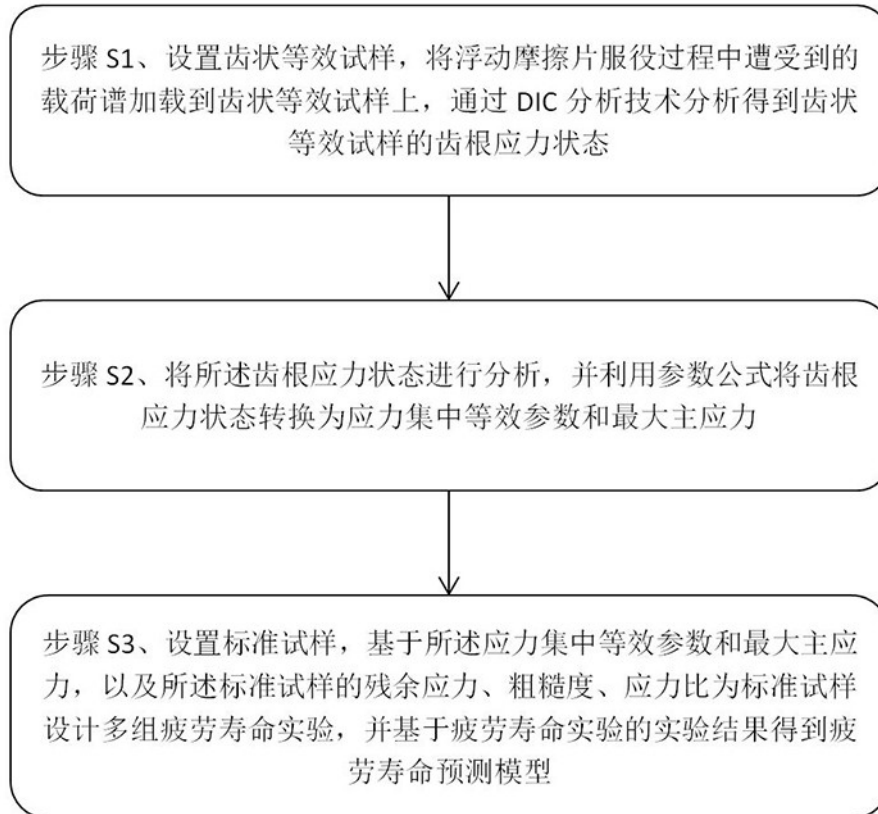 步骤 S1、设置齿状等效试样，将浮动摩擦片服役过程中遭受到的
载荷谱加载到齿状等效试样上，通过 DIC 分析技术分析得到齿状
等效试样的齿根应力状态
步骤 S2、将所述齿根应力状态进行分析，并利用参数公式将齿根
应力状态转换为应力集中等效参数和最大主应力
步骤 S3、设置标准试样，基于所述应力集中等效参数和最大主应
力，以及所述标准试样的残余应力、粗糙度、应力比为标准试样
设计多组疲劳寿命实验，并基于疲劳寿命实验的实验结果得到疲
劳寿命预测模型